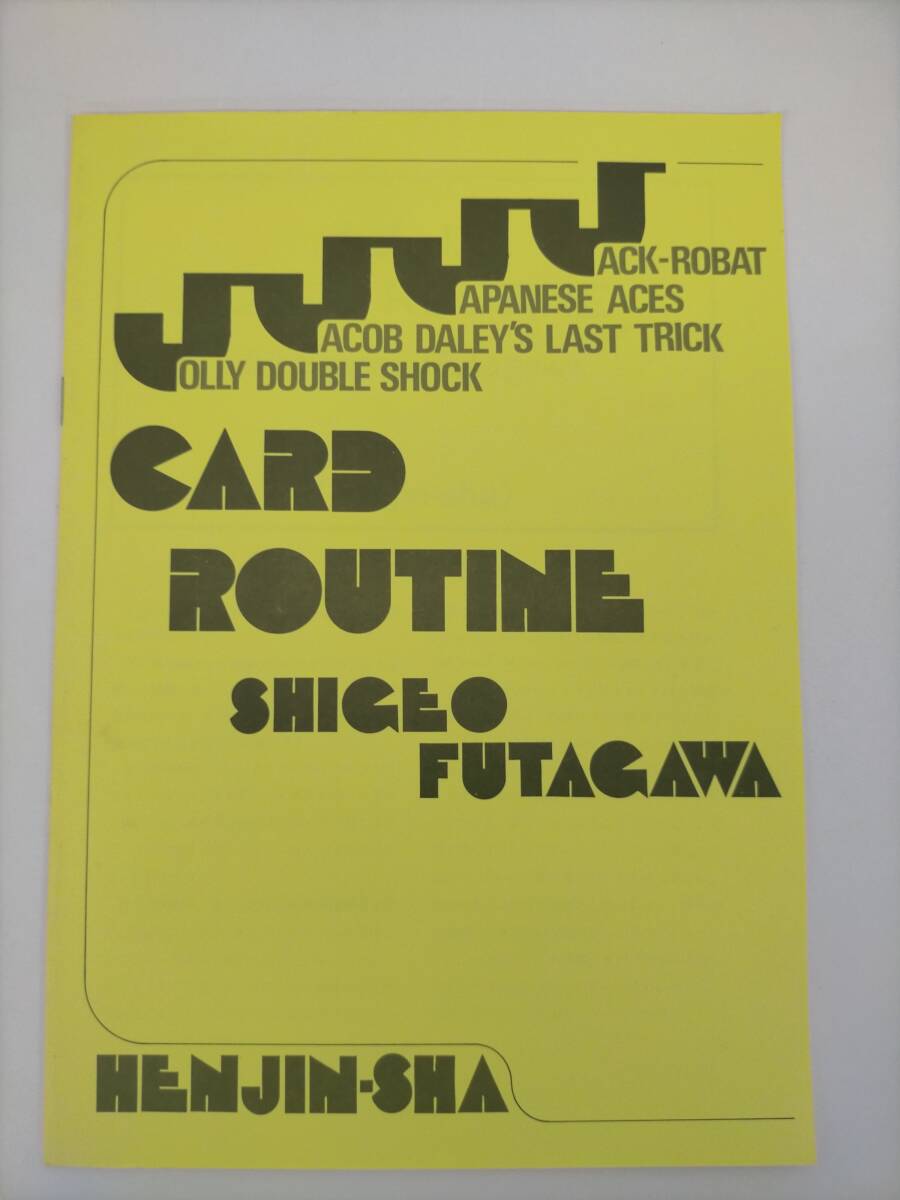 JACK-ROBAT
JAPANESE ACES
JACOB DALEY'S LAST TRICK
JOLLY DOUBLE SHOCK
CARD
ROUTINE
SHIGEO
FUTAGAWA
HENJIN-SHA